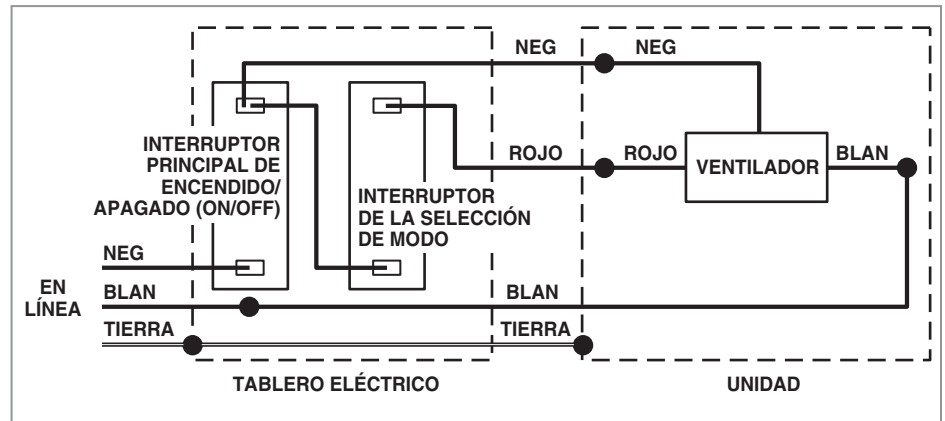 NEG
NEG
INTERRUPTOR
PRINCIPAL DE
ENCENDIDO/
APAGADO (ON/OFF)
ROJO
ROJO
VENTILADOR
BLAN
INTERRUPTOR
DE LA SELECCIÓN
DE MODO
NEG
EN
LÍNEA
BLAN
BLAN
TIERRA
TIERRA
TABLERO ELÉCTRICO
UNIDAD